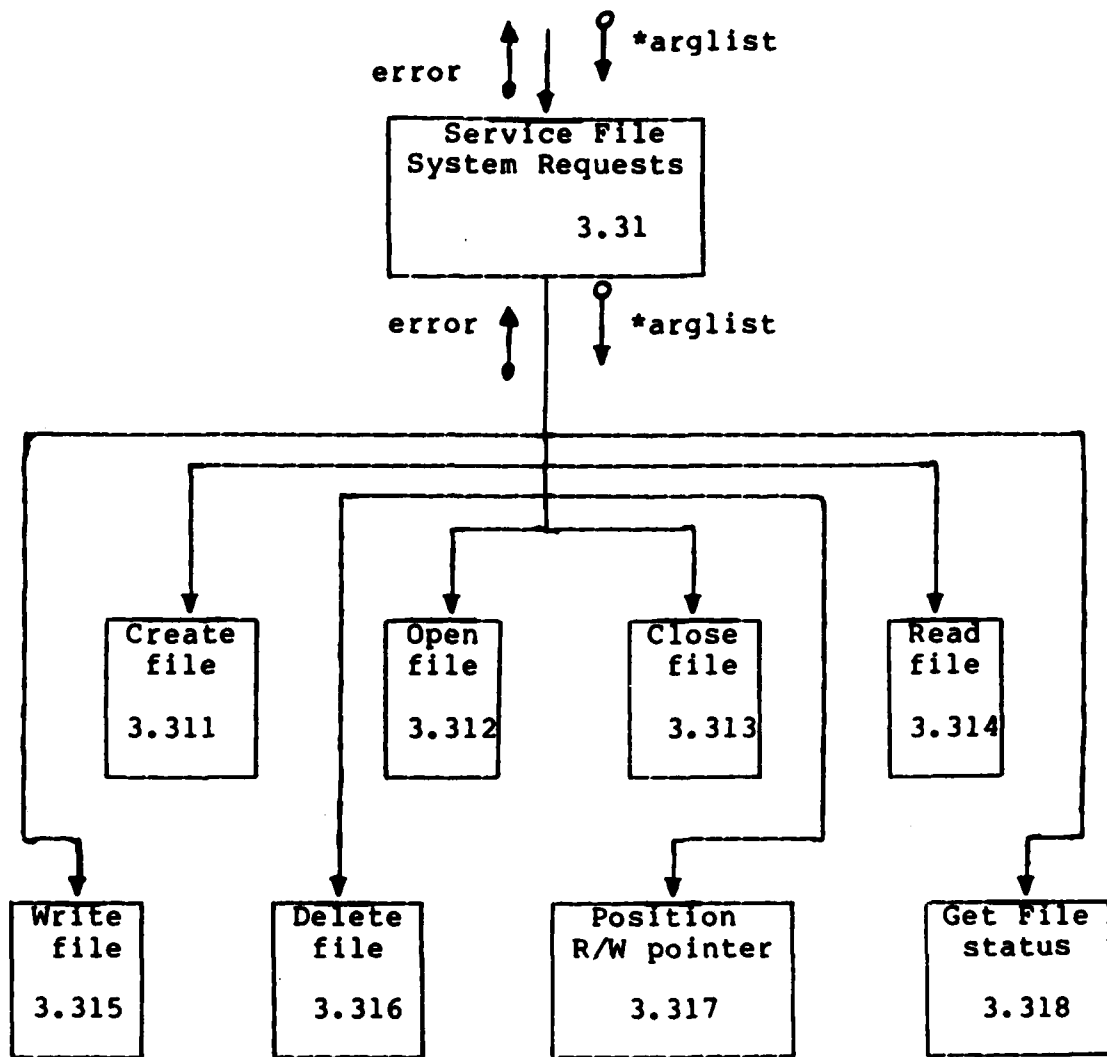 error
*arglist
Service File
System Requests
3.31
error
*arglist
Create
file
3.311
Open
file
3.312
Close
file
3.313
Read
file
3.314
Write
file
3.315
Delete
file
3.316
Position
R/W pointer
3.317
Get File
status
3.318